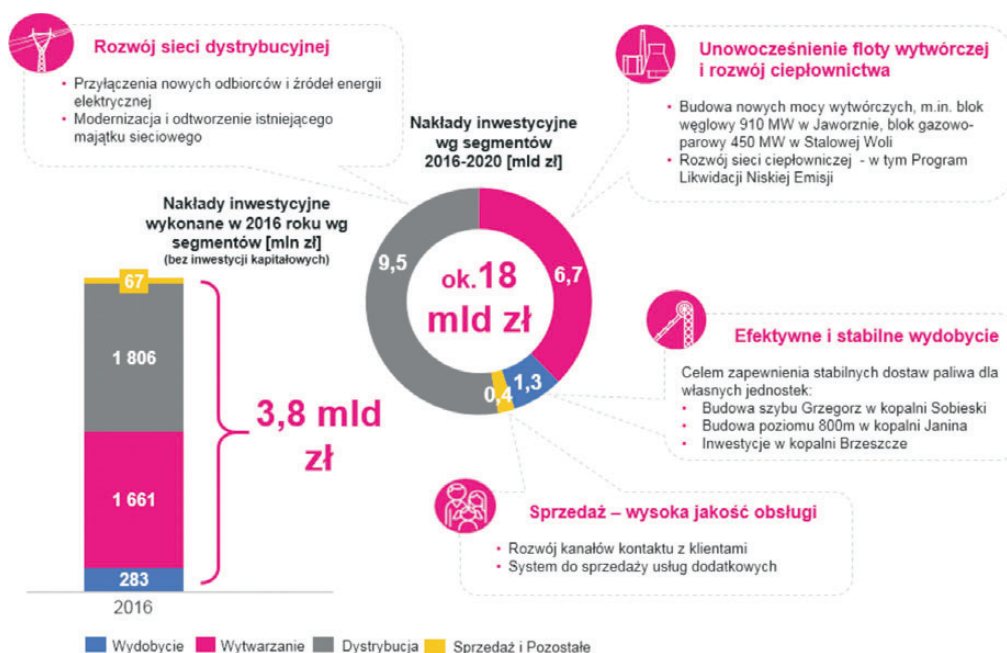 Rozwój sieci dystrybucyjnej
• Przyłączenia nowych odbiorców i źródeł energii
elektrycznej
• Modernizacja i odtworzenie istniejącego
majątku sieciowego
Unowocześnienie floty wytwórczej
i rozwój ciepłownictwa
• Budowa nowych mocy wytwórczych, m.in. blok
węglowy 910 MW w Jaworznie, blok gazowo-
parowy 450 MW w Stalowej Woli
• Rozwój sieci ciepłowniczej - w tym Program
Likwidacji Niskiej Emisji
Nakłady inwestycyjne
wg segmentów
2016-2020 [mld zł]
9,5
6,7
1,3
0,4
ok.18
mld zł
Nakłady inwestycyjne
wykonane w 2016 roku wg
segmentów [mln zł]
(bez inwestycji kapitałowych)
67
1 806
1 661
283
2016
3,8 mld
zł
Efektywne i stabilne wydobycie
Celem zapewnienia stabilnych dostaw paliwa dla
własnych jednostek:
• Budowa szybu Grzegorz w kopalni Sobieski
• Budowa poziomu 800m w kopalni Janina
• Inwestycje w kopalni Brzeszcze
Sprzedaż – wysoka jakość obsługi
• Rozwój kanałów kontaktu z klientami
• System do sprzedaży usług dodatkowych
Wydobycie Wytwarzanie Dystrybucja Sprzedaż i Pozostałe